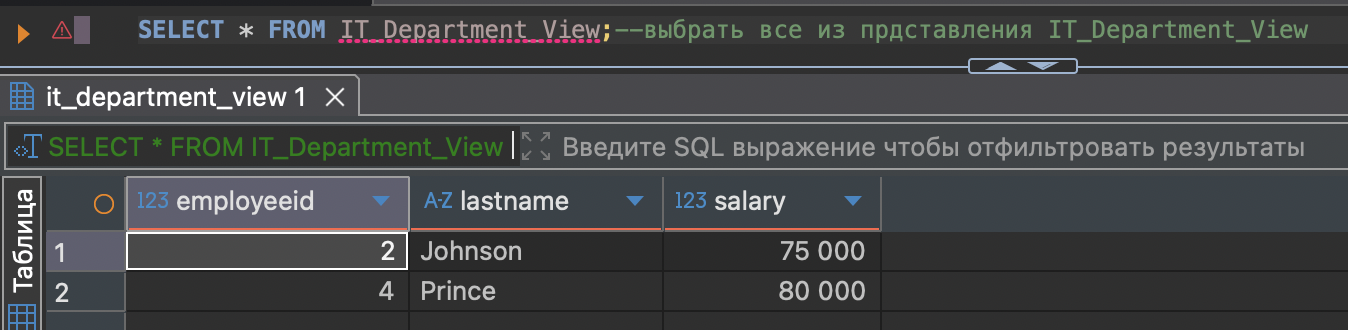 SELECT * FROM IT_Department_View;--выбрать все из прдставления IT_Department_View
it_department_view 1
SELECT * FROM IT_Department_View Введите SQL выражение чтобы отфильтровать результаты
Таблица
123 employeeid A-Z lastname 123 salary
1 2 Johnson 75 000
2 4 Prince 80 000